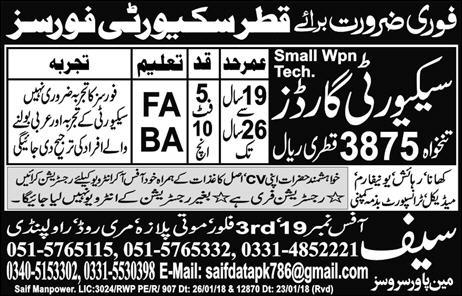 فوری ضرورت برائے قطر سکیورٹی فورسز
Small Wpn Tech.
سیکیورٹی گارڈز
تنخواہ 3875 قطری ریال
عمر حد قد تعلیم تجربہ
19 سال سے 26 سال تک
5 فٹ 10 انچ
FA
BA
فورسز کا تجربہ ضروری نہیں
سیکیورٹی کے تجربہ اور عربی بولنے
والے افراد کی ترجیح دی جائیگی
کھانا، رہائش، یونیفارم،
میڈیکل ٹرانسپورٹ بذمہ کمپنی
خواہشمند حضرات اپنی CV، اصل کاغذات کے ہمراہ خود آفس آکر انٹرویو کیلئے رجسٹریشن کرائیں
☆ رجسٹریشن فری ہے ☆ بغیر رجسٹریشن کے انٹرویو نہیں لیا جائیگا۔
سیف
مین پاور سروسز
آفس نمبر 19، 3rd فلور موتی پلازہ، مری روڈ، راولپنڈی
051-5765115, 051-5765332, 0331-4852221
0340-5153302, 0331-5530398 E-Mail: saifdatapk786@gmail.com
Saif Manpower. LIC:3024/RWP PE/R/ 907 Dt: 26/01/18 & 12870 Dt: 23/01/18 (Rvd)